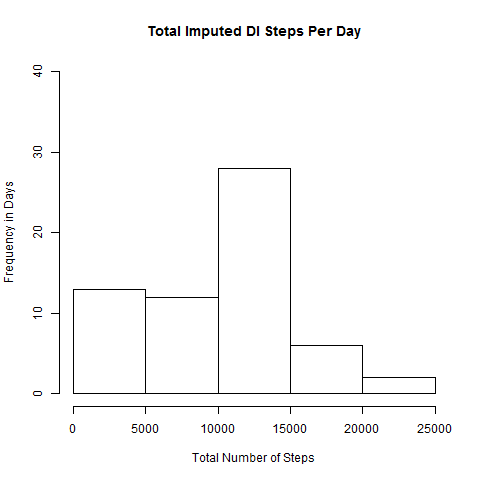 Total Imputed DI Steps Per Day
40
30
20
10
0
Frequency in Days
0 5000 10000 15000 20000 25000
Total Number of Steps